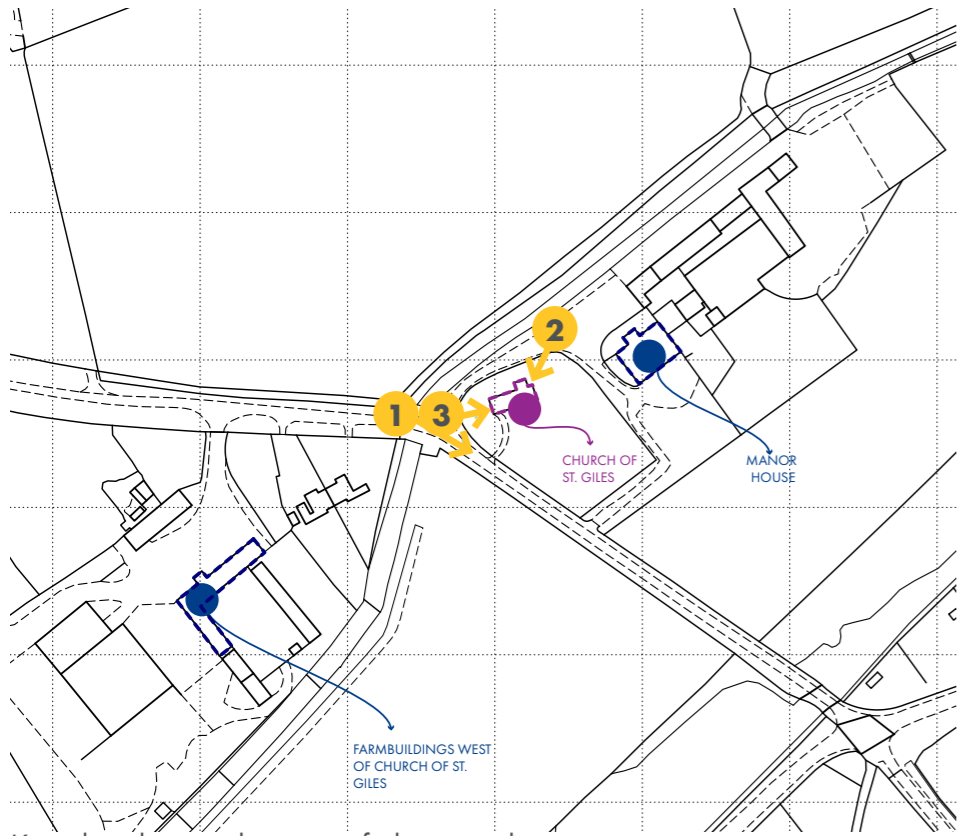 2
1
3
CHURCH OF
ST. GILES
MANOR
HOUSE
FARMBUILDINGS WEST
OF CHURCH OF ST.
GILES